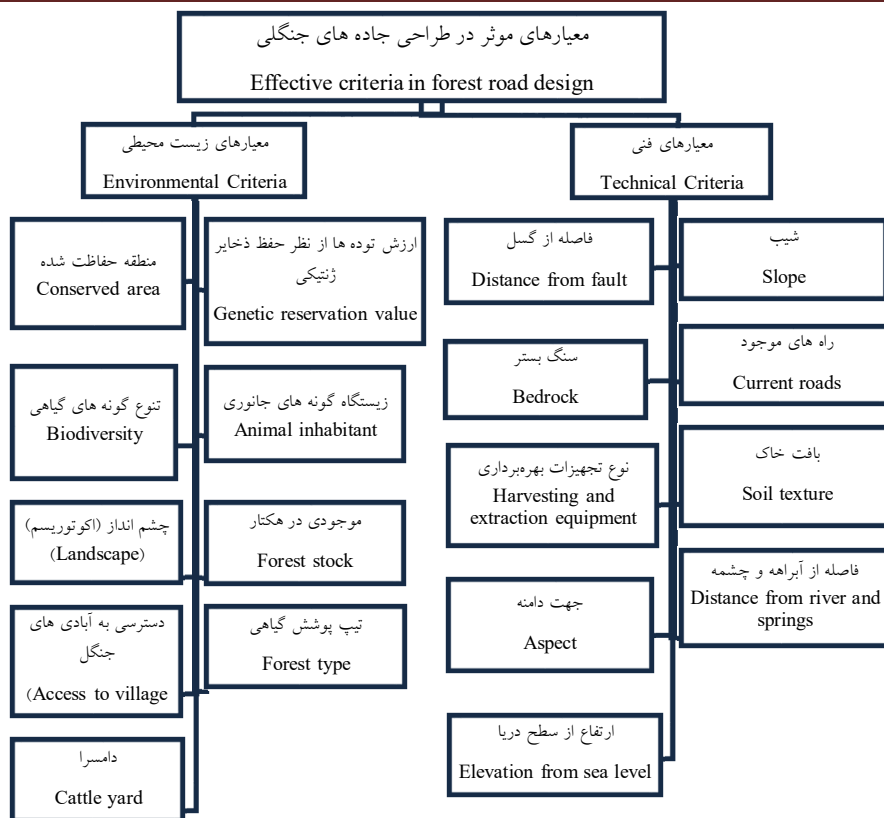 معیارهای موثر در طراحی جاده های جنگلی
Effective criteria in forest road design
معیارهای زیست محیطی
Environmental Criteria
معیارهای فنی
Technical Criteria
منطقه حفاظت شده
Conserved area
ارزش توده ها از نظر حفظ ذخایر
ژنتیکی
Genetic reservation value
فاصله از گسل
Distance from fault
شیب
Slope
تنوع گونه های گیاهی
Biodiversity
زیستگاه گونه های جانوری
Animal inhabitant
سنگ بستر
Bedrock
راه های موجود
Current roads
چشم انداز (اکوتوریسم)
(Landscape)
موجودی در هکتار
Forest stock
نوع تجهیزات بهره‌برداری
Harvesting and
extraction equipment
بافت خاک
Soil texture
دسترسی به آبادی های
جنگل
(Access to village
تیپ پوشش گیاهی
Forest type
جهت دامنه
Aspect
فاصله از آبراهه و چشمه
Distance from river and
springs
دامسرا
Cattle yard
ارتفاع از سطح دریا
Elevation from sea level